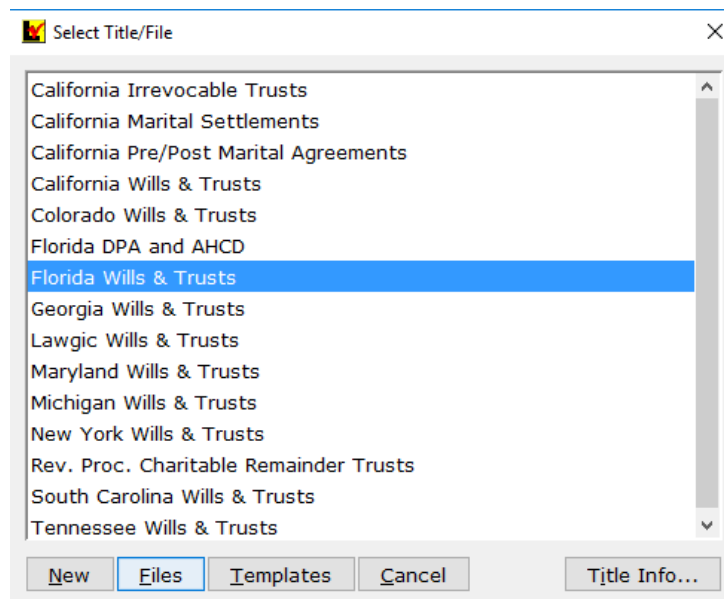 Select Title/File
California Irrevocable Trusts
California Marital Settlements
California Pre/Post Marital Agreements
California Wills & Trusts
Colorado Wills & Trusts
Florida DPA and AHCD
Florida Wills & Trusts
Georgia Wills & Trusts
Lawgic Wills & Trusts
Maryland Wills & Trusts
Michigan Wills & Trusts
New York Wills & Trusts
Rev. Proc. Charitable Remainder Trusts
South Carolina Wills & Trusts
Tennessee Wills & Trusts
New Files Templates Cancel Title Info...